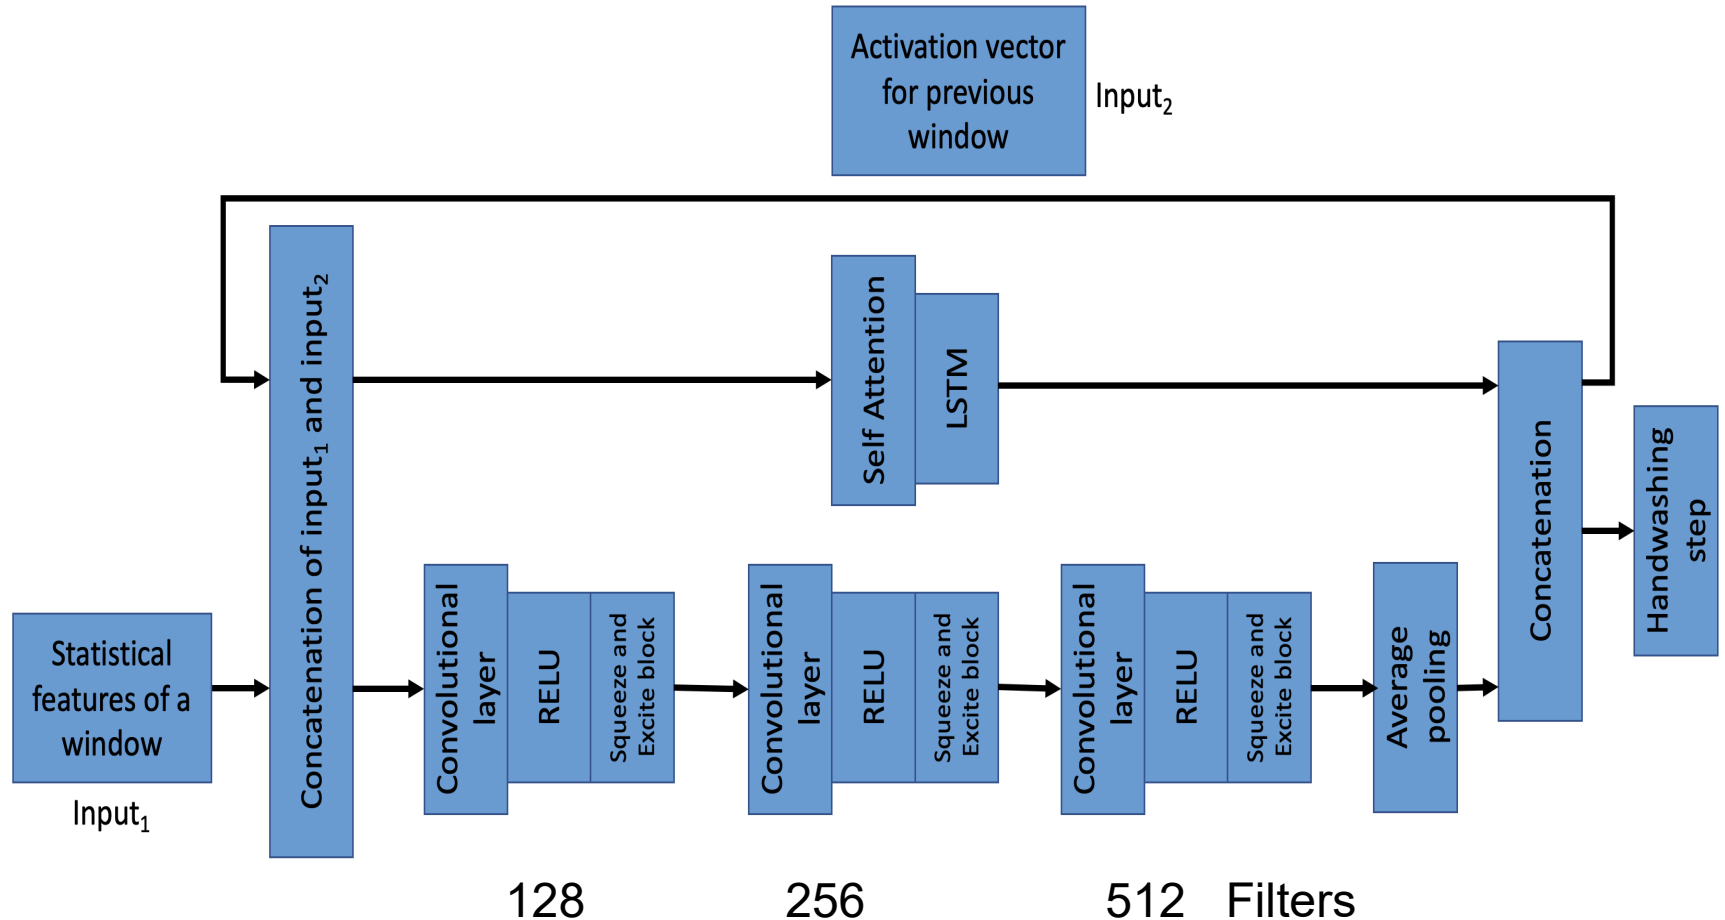 Activation vector
for previous
window
Input₂
Concatenation of input₁ and input₂
Self Attention
LSTM
Concatenation
Handwashing
step
Statistical
features of a
window
Input₁
Convolutional
layer
RELU
Squeeze and
Excite block
Convolutional
layer
RELU
Squeeze and
Excite block
Convolutional
layer
RELU
Squeeze and
Excite block
Average
pooling
128 256 512 Filters